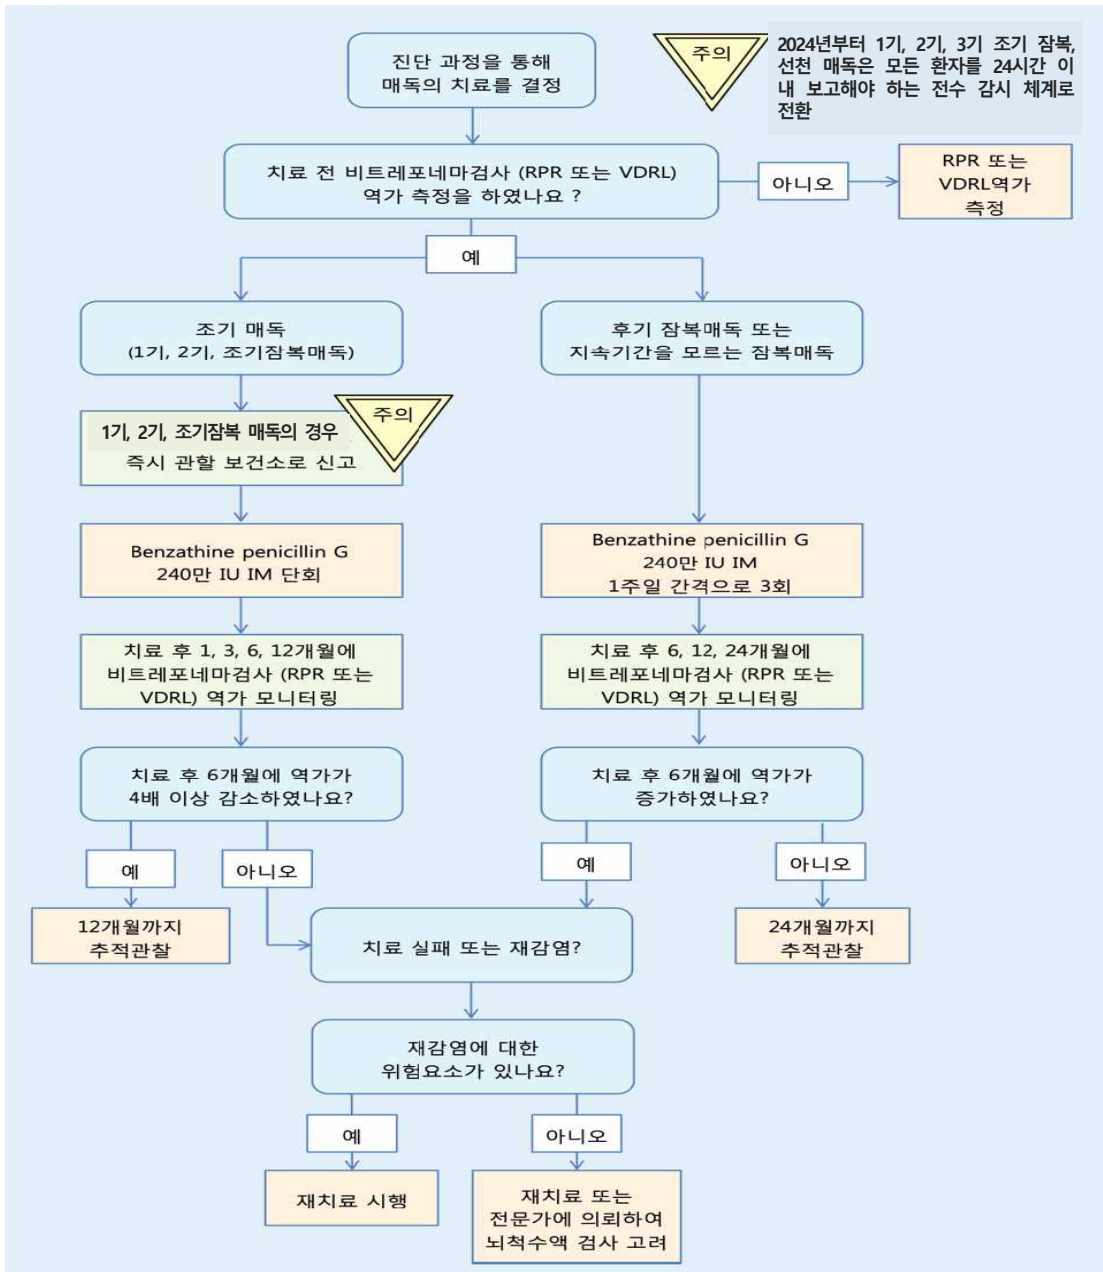 진단 과정을 통해
매독의 치료를 결정
주의
2024년부터 1기, 2기, 3기 조기 잠복,
선천 매독은 모든 환자를 24시간 이
내 보고해야 하는 전수 감시 체계로
전환
치료 전 비트레포네마검사 (RPR 또는 VDRL)
역가 측정을 하였나요 ?
아니오
RPR 또는
VDRL역가
측정
예
조기 매독
(1기, 2기, 조기잠복매독)
후기 잠복매독 또는
지속기간을 모르는 잠복매독
주의
1기, 2기, 조기잠복 매독의 경우
즉시 관할 보건소로 신고
Benzathine penicillin G
240만 IU IM 단회
Benzathine penicillin G
240만 IU IM
1주일 간격으로 3회
치료 후 1, 3, 6, 12개월에
비트레포네마검사 (RPR 또는
VDRL) 역가 모니터링
치료 후 6, 12, 24개월에
비트레포네마검사 (RPR 또는
VDRL) 역가 모니터링
치료 후 6개월에 역가가
4배 이상 감소하였나요?
치료 후 6개월에 역가가
증가하였나요?
예
아니오
예
아니오
12개월까지
추적관찰
치료 실패 또는 재감염?
24개월까지
추적관찰
재감염에 대한
위험요소가 있나요?
예
아니오
재치료 시행
재치료 또는
전문가에 의뢰하여
뇌척수액 검사 고려